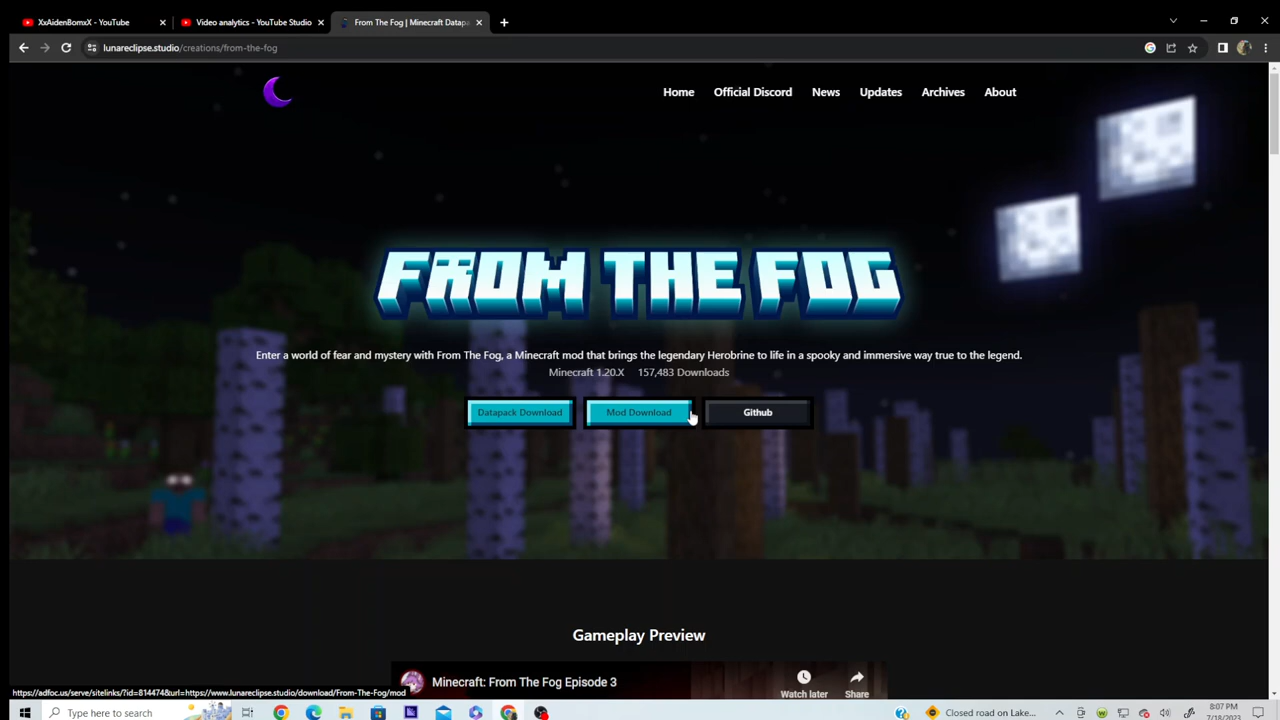 XxAidenBomxX - YouTube
Video analytics - YouTube Studio
From The Fog | Minecraft Datapa
lunareclipse.studio/creations/from-the-fog
Home
Official Discord
News
Updates
Archives
About
FROM THE FOG
Enter a world of fear and mystery with From The Fog, a Minecraft mod that brings the legendary Herobrine to life in a spooky and immersive way true to the legend.
Minecraft 1.20.X 157,483 Downloads
Datapack Download
Mod Download
Github
Gameplay Preview
Minecraft: From The Fog Episode 3
Watch later
Share
https://adfoc.us/serve/sitelinks/?id=814474&url=https://www.lunareclipse.studio/download/From-The-Fog/mod
Type here to search
Closed road on Lake...
8:07 PM
7/18/2023